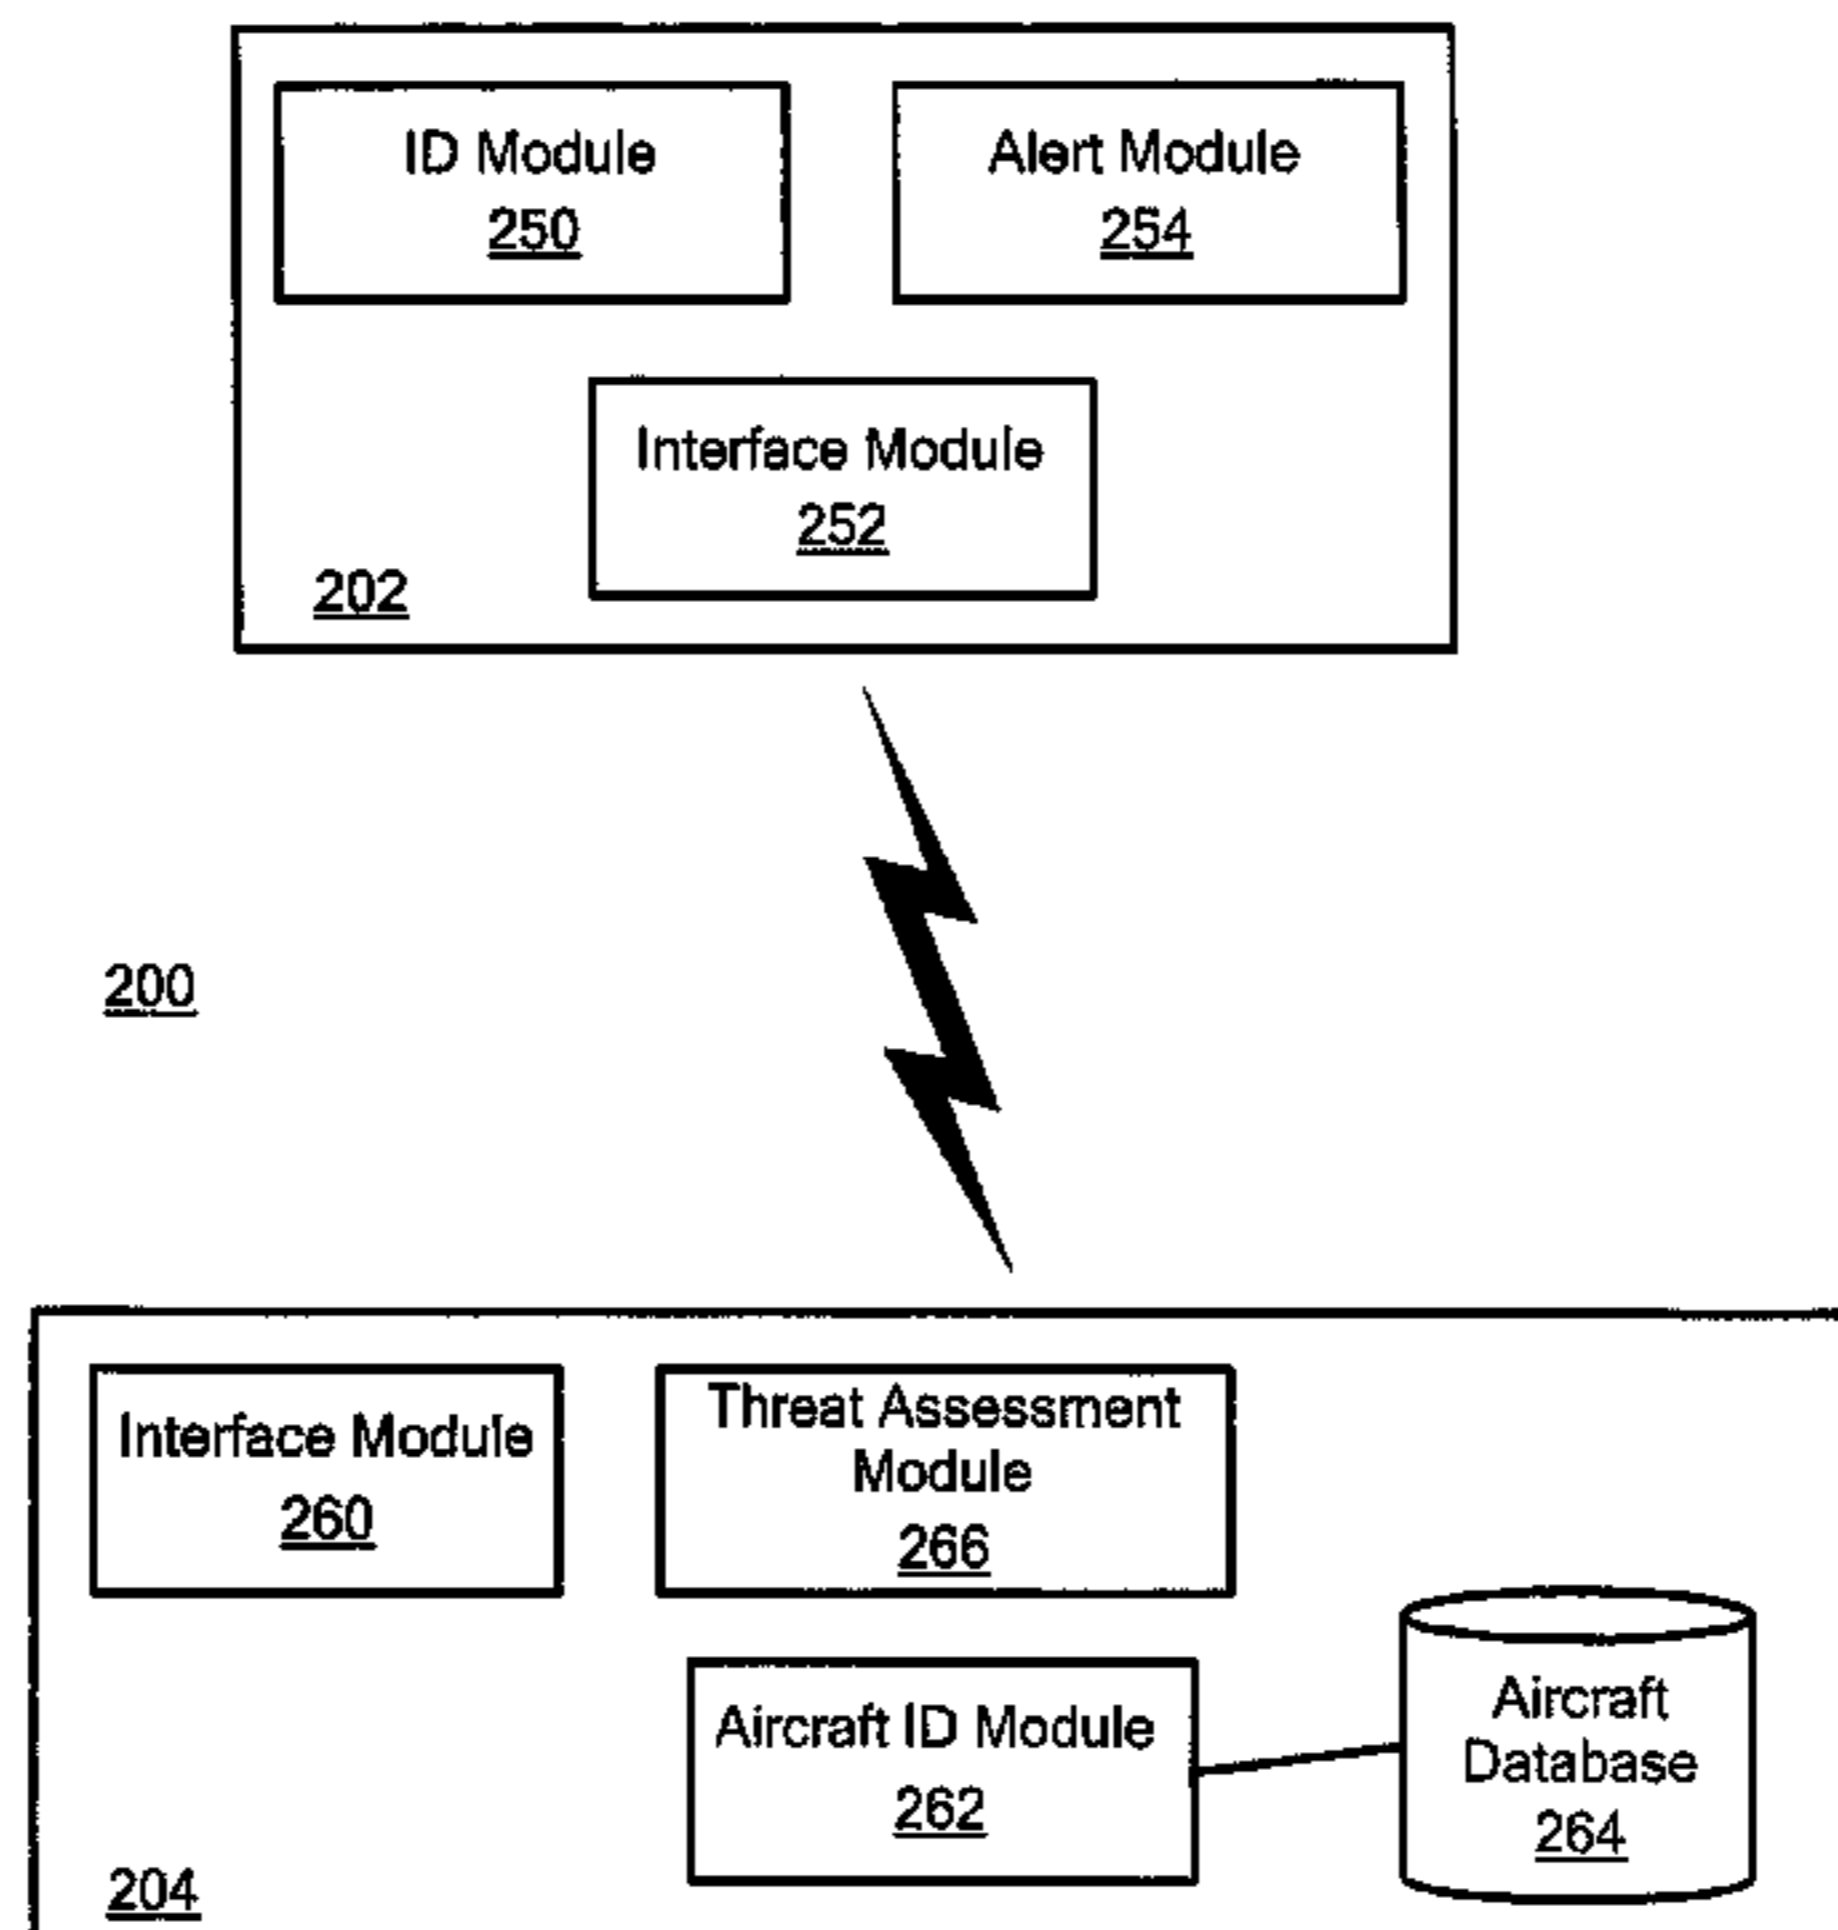 ID Module
250
Alert Module
254
Interface Module
252
202
200
Interface Module
260
Threat Assessment
Module
266
Aircraft ID Module
262
Aircraft
Database
264
204